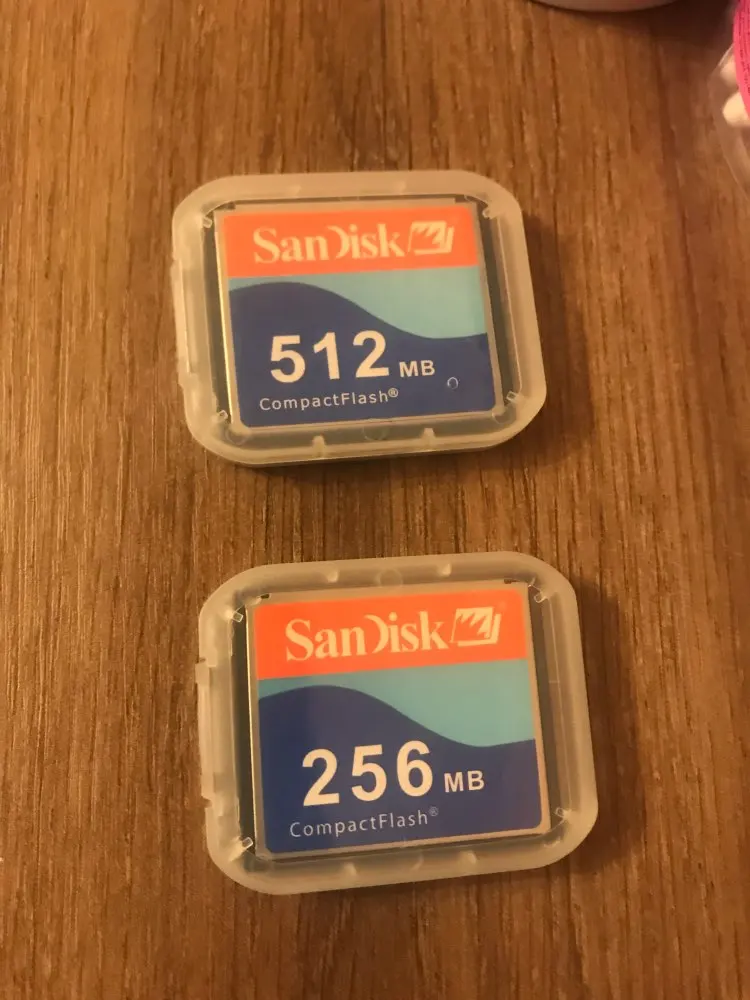 SanDisk
512 MB
CompactFlash®
SanDisk
256 MB
CompactFlash®